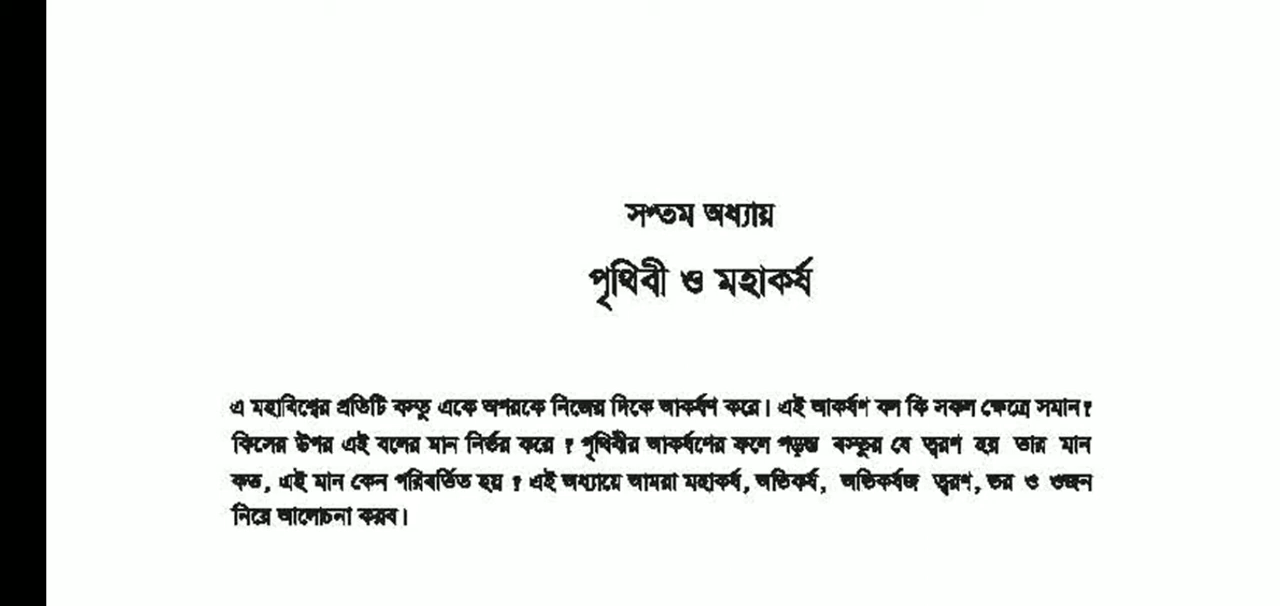 সপ্তম অধ্যায়
পৃথিবী ও মহাকর্ষ
এ মহাবিশ্বের প্রতিটি বস্তু একে অপরকে নিজের দিকে আকর্ষণ করে। এই আকর্ষণ বল কি সকল ক্ষেত্রে সমান?
কিসের উপর এই বলের মান নির্ভর করে ? পৃথিবীর আকর্ষণের ফলে পড়ন্ত বস্তুর যে ত্বরণ হয় তার মান
কত, এই মান কেন পরিবর্তিত হয় ? এই অধ্যায়ে আমরা মহাকর্ষ, অভিকর্ষ, অভিকর্ষজ ত্বরণ, ভর ও ওজন
নিয়ে আলোচনা করব।